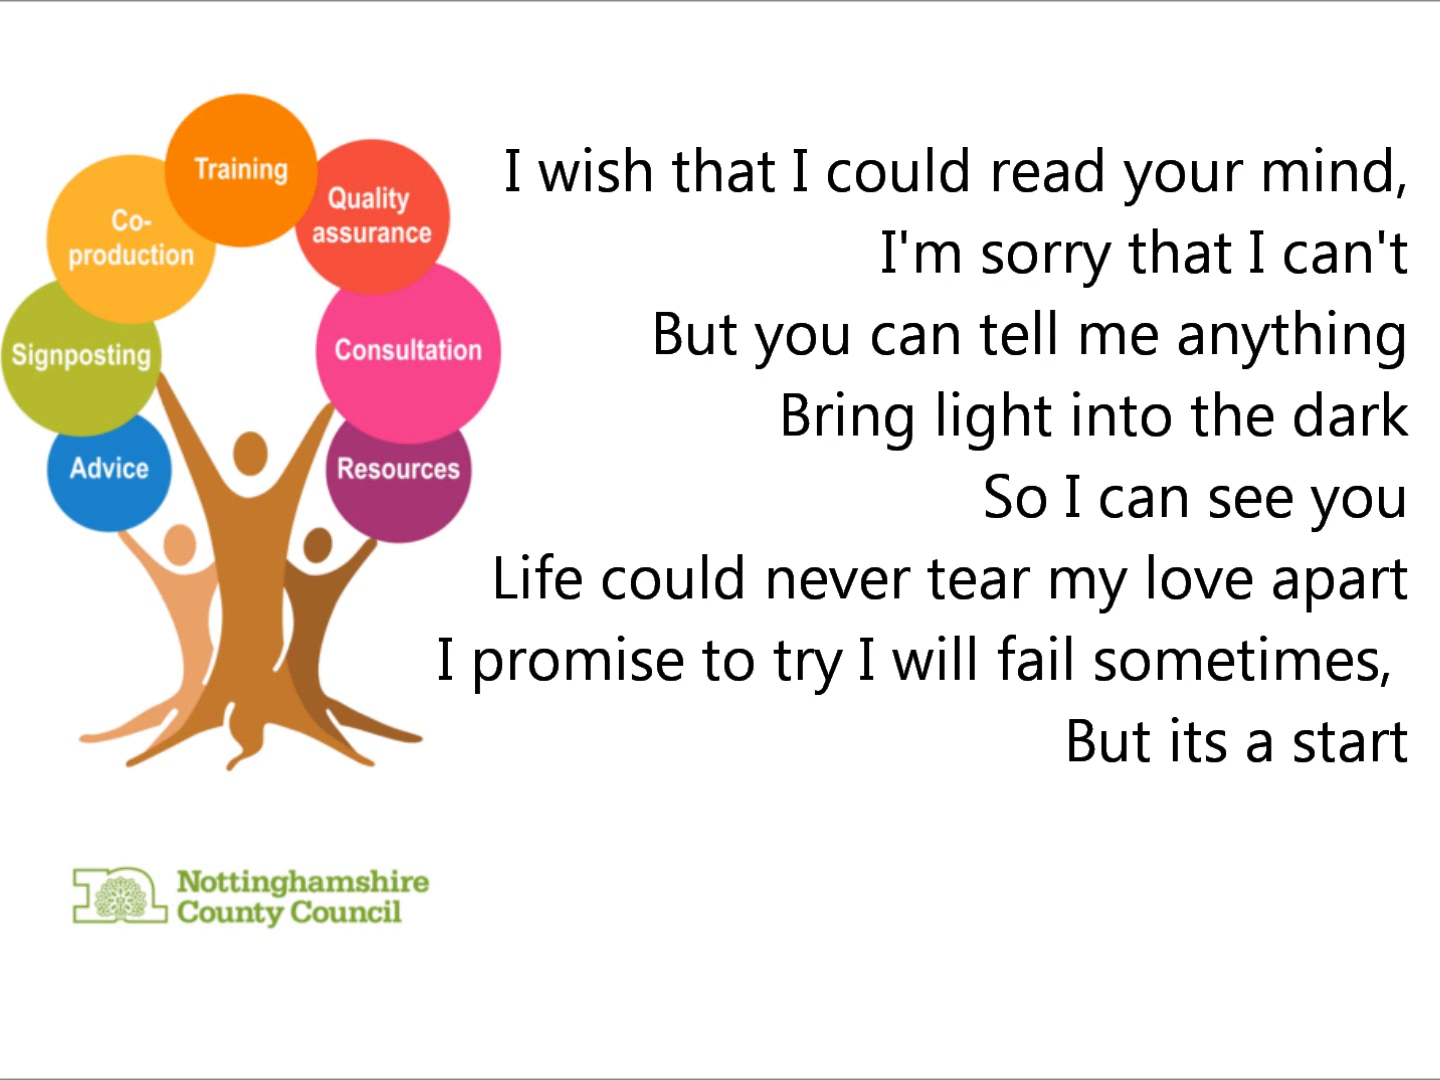 Training
Quality
assurance
Co-
production
Signposting
Consultation
Advice
Resources
I wish that I could read your mind,
I'm sorry that I can't
But you can tell me anything
Bring light into the dark
So I can see you
Life could never tear my love apart
I promise to try I will fail sometimes,
But its a start
Nottinghamshire
County Council